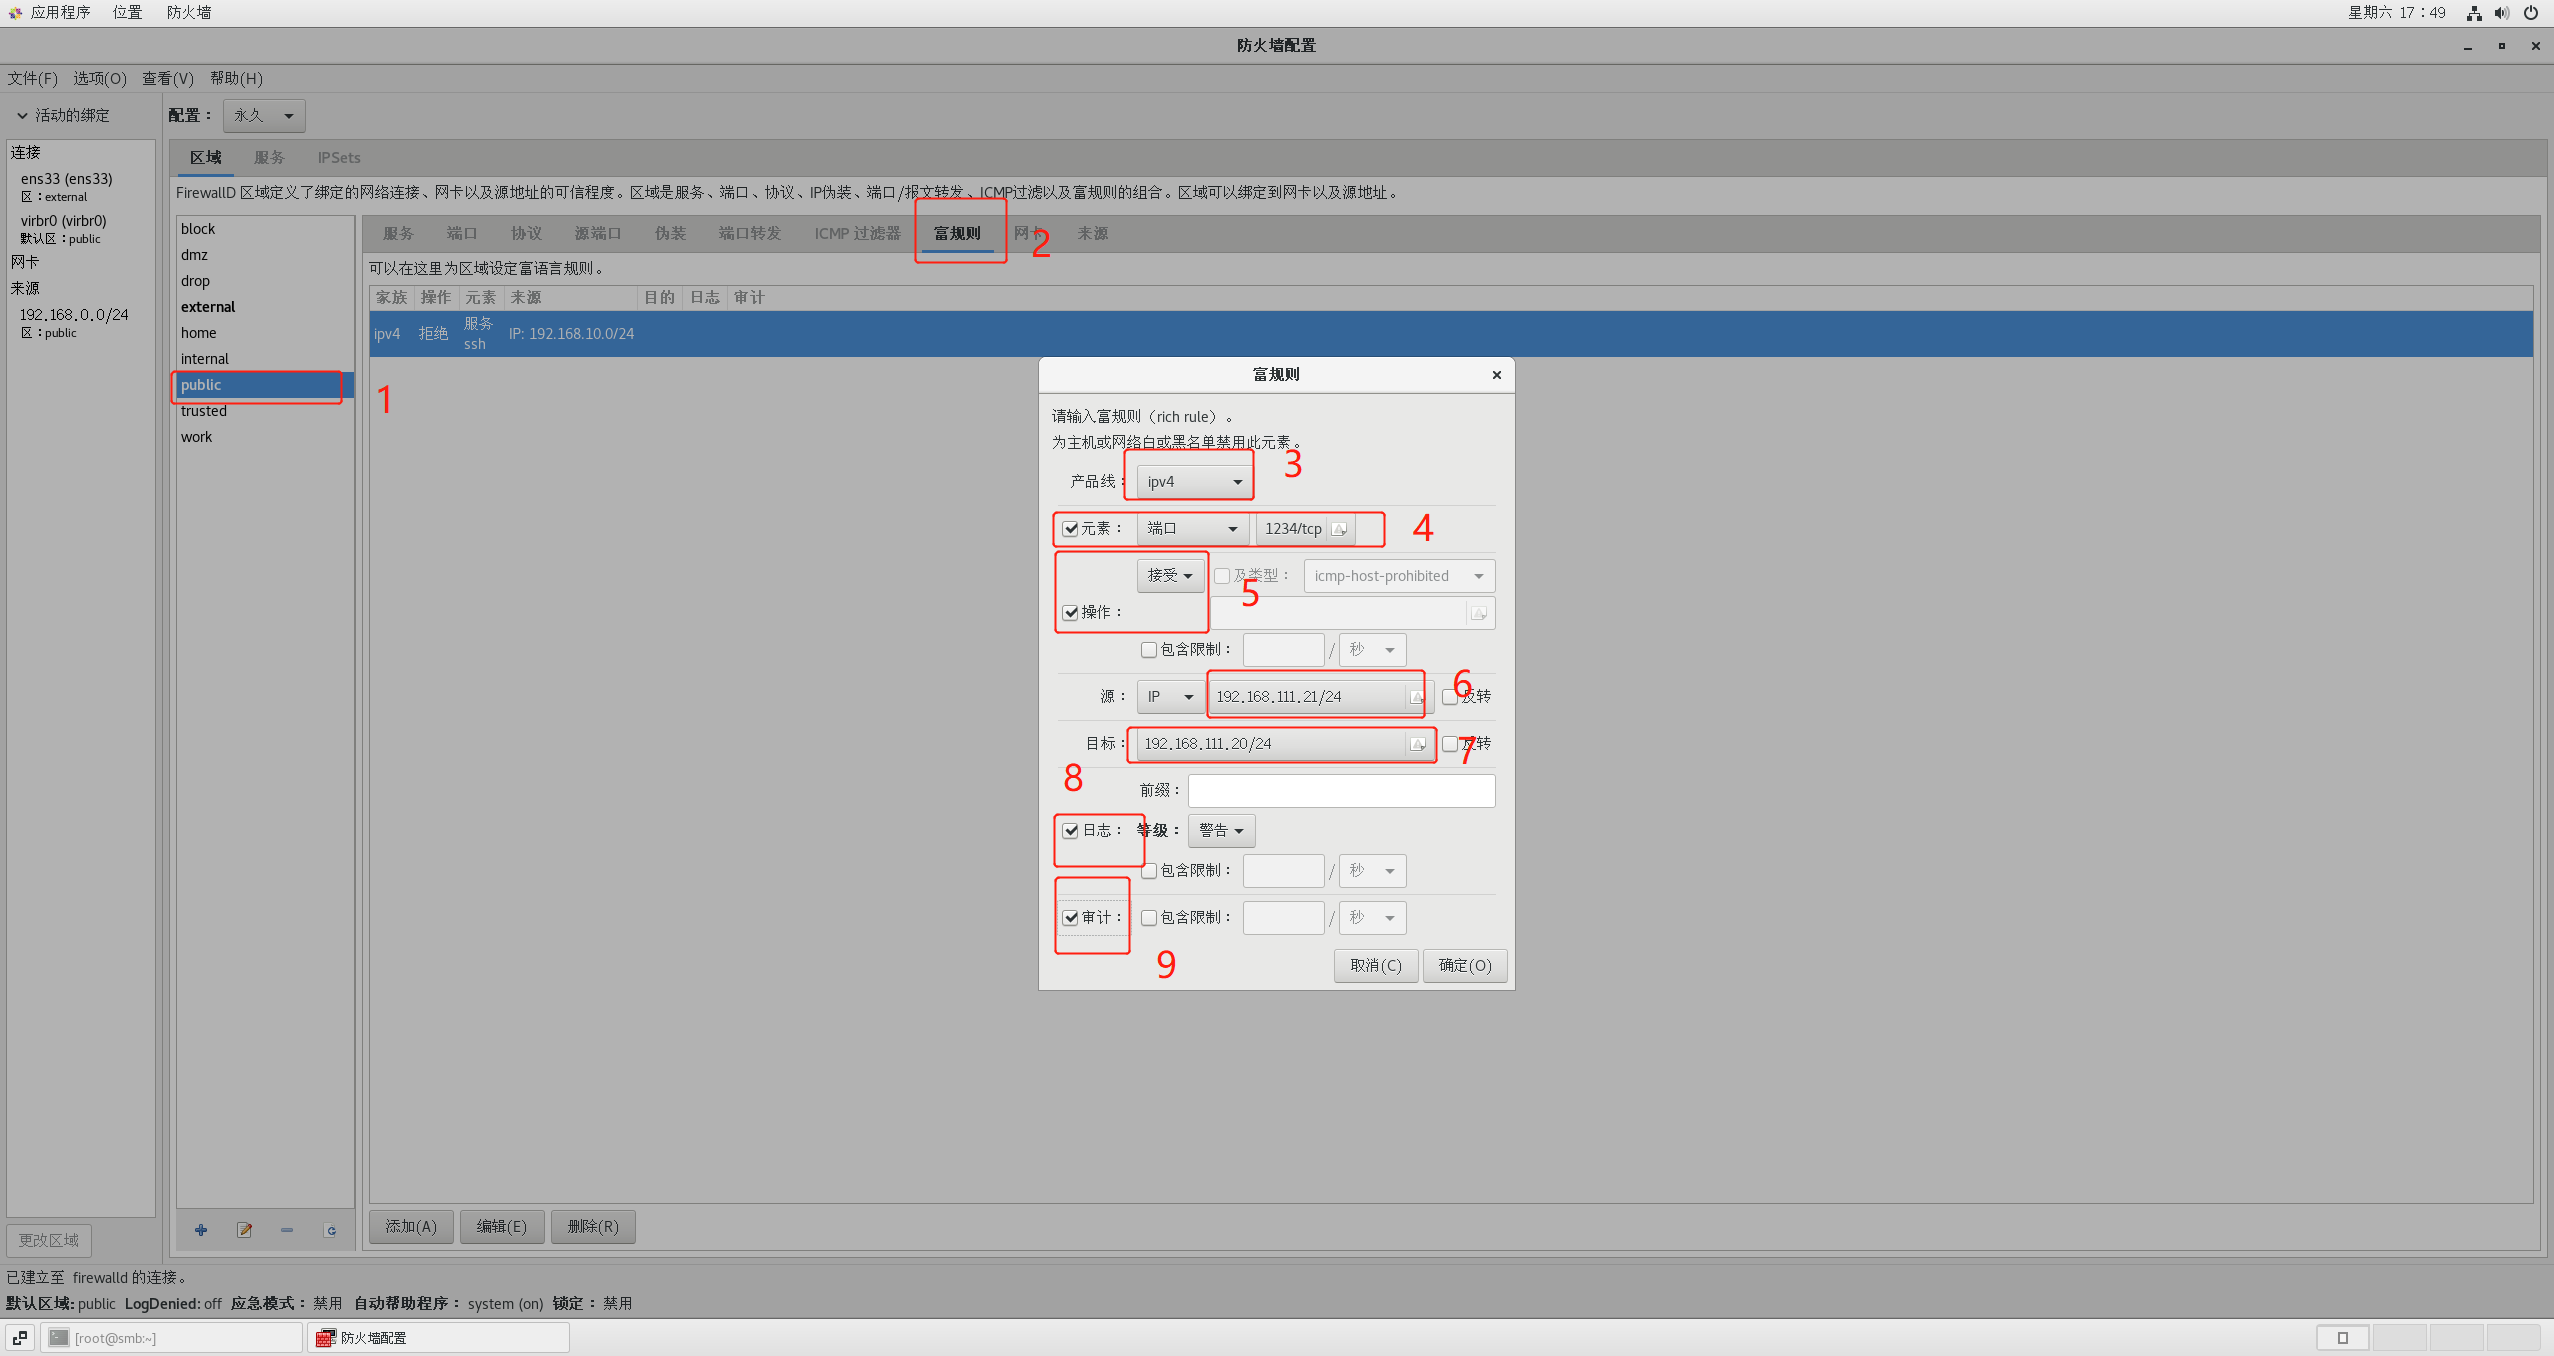 应用程序 位置 防火墙 星期六 17：49
防火墙配置
文件(F) 选项(O) 查看(V) 帮助(H)
活动的绑定
连接
ens33 (ens33)
区：external
virbr0 (virbr0)
默认区：public
网卡
来源
192.168.0.0/24
区：public
更改区域
配置： 永久
区域 服务 IPSets
FirewallD 区域定义了绑定的网络连接、网卡以及源地址的可信程度。区域是服务、端口、协议、IP伪装、端口/报文转发、ICMP过滤以及富规则的组合。区域可以绑定到网卡以及源地址。
block
dmz
drop
external
home
internal
public
trusted
work
1
服务 端口 协议 源端口 伪装 端口转发 ICMP 过滤器 富规则 网卡 来源
2
可以在这里为区域设定富语言规则。
家族 操作 元素 来源 目的 日志 审计
ipv4 拒绝 服务 IP: 192.168.10.0/24
ssh
富规则
请输入富规则（rich rule）。
为主机或网络白或黑名单禁用此元素。
产品线： ipv4 3
元素： 端口 1234/tcp 4
接受 及类型： icmp-host-prohibited
操作： 5
包含限制： / 秒
源： IP 192.168.111.21/24 反转 6
目标： 192.168.111.20/24 反转 7
8
前缀：
日志： 等级： 警告
包含限制： / 秒
审计： 包含限制： / 秒
9
取消(C) 确定(O)
添加(A) 编辑(E) 删除(R)
已建立至 firewalld 的连接。
默认区域: public LogDenied: off 应急模式： 禁用 自动帮助程序： system (on) 锁定： 禁用
[root@smb:~] 防火墙配置